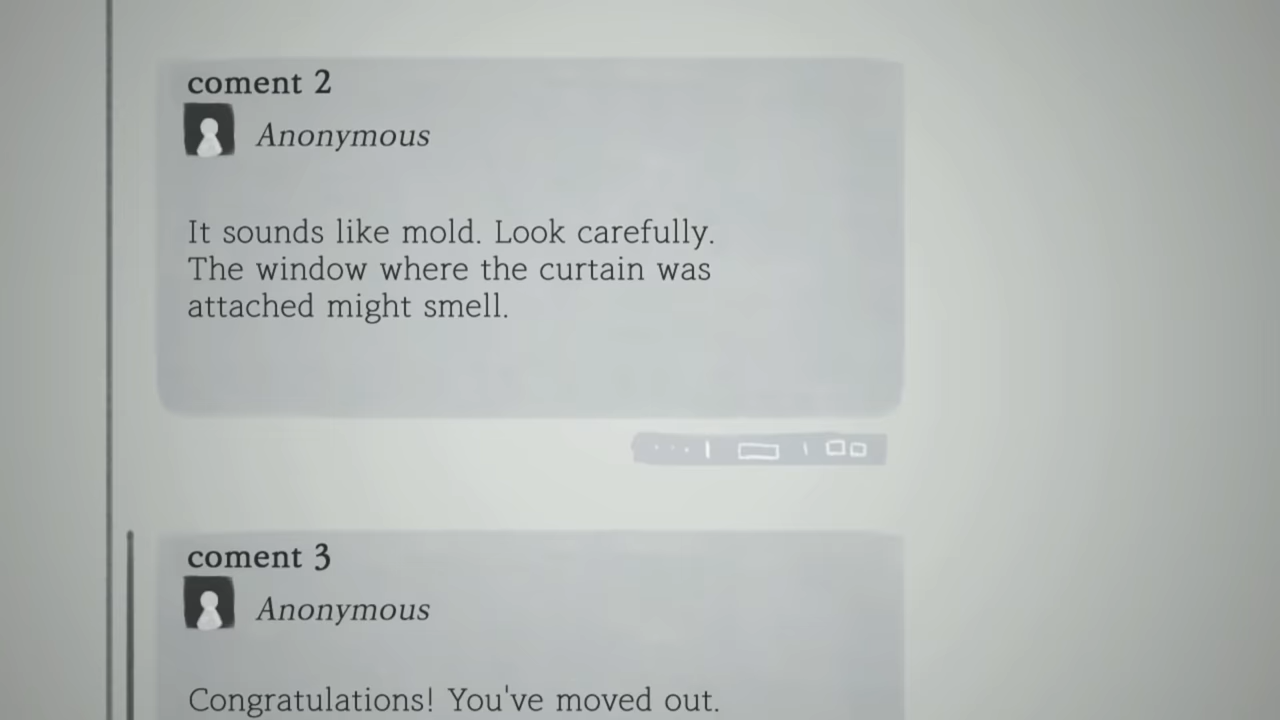 coment 2
Anonymous
It sounds like mold. Look carefully.
The window where the curtain was
attached might smell.
coment 3
Anonymous
Congratulations! You've moved out.